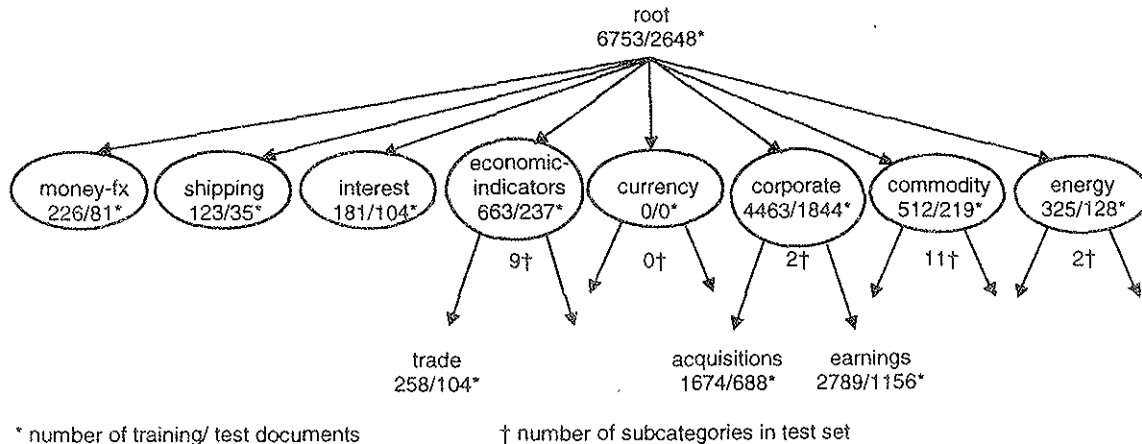 root
6753/2648*
money-fx
226/81*
shipping
123/35*
interest
181/104*
economic-
indicators
663/237*
currency
0/0*
corporate
4463/1844*
commodity
512/219*
energy
325/128*
9†
0†
2†
11†
2†
trade
258/104*
acquisitions
1674/688*
earnings
2789/1156*
* number of training/ test documents
† number of subcategories in test set